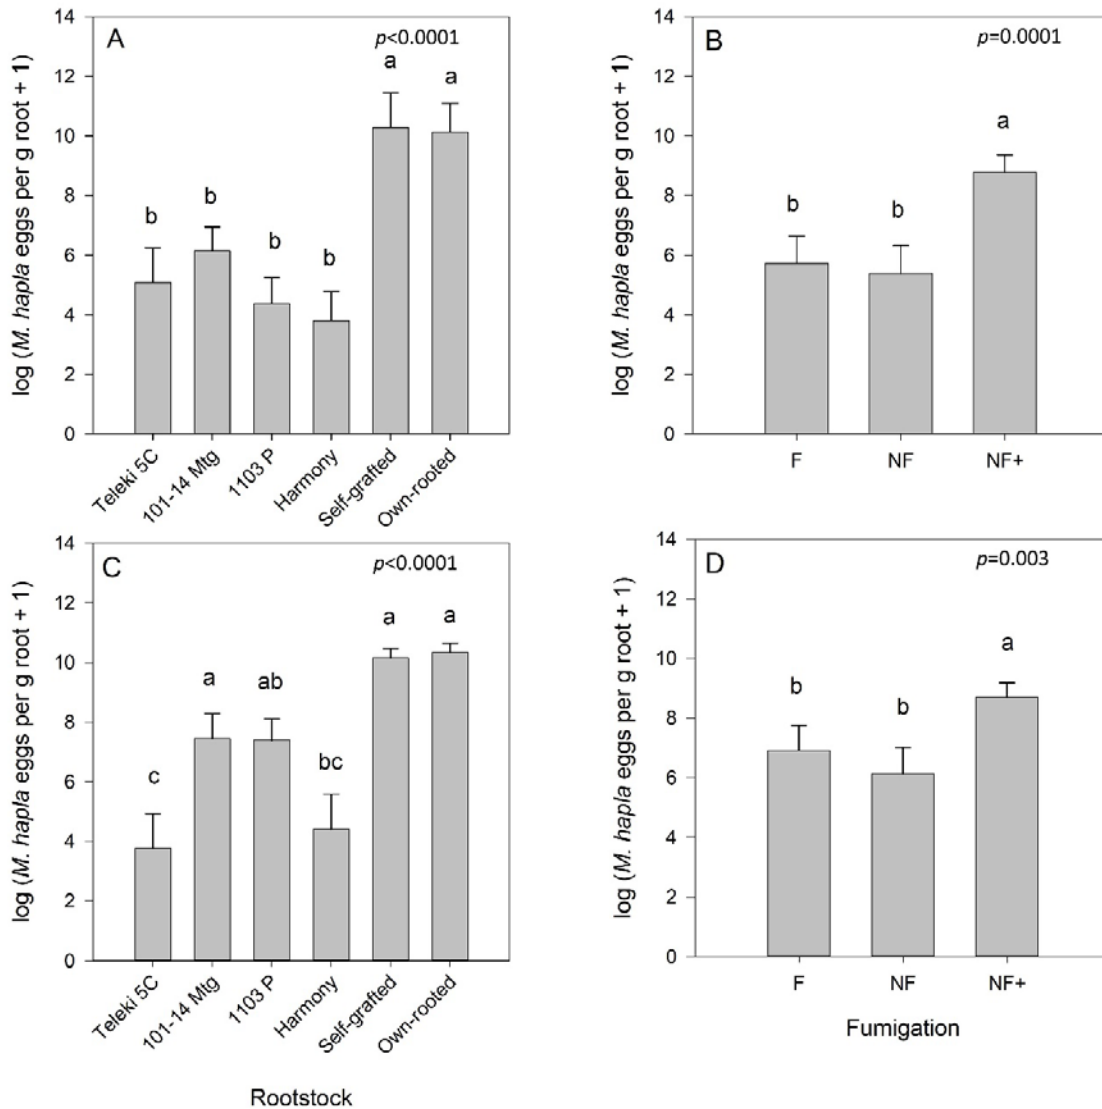 A
p<0.0001
log (M. hapla eggs per g root + 1)
14
12
10
8
6
4
2
0
b
b
b
b
a
a
Teleki 5C
101-14 Mtg
1103 P
Harmony
Self-grafted
Own-rooted
B
p=0.0001
log (M. hapla eggs per g root + 1)
14
12
10
8
6
4
2
0
b
b
a
F
NF
NF+
C
p<0.0001
log (M. hapla eggs per g root + 1)
14
12
10
8
6
4
2
0
c
a
ab
bc
a
a
Teleki 5C
101-14 Mtg
1103 P
Harmony
Self-grafted
Own-rooted
Rootstock
D
p=0.003
log (M. hapla eggs per g root + 1)
14
12
10
8
6
4
2
0
b
b
a
F
NF
NF+
Fumigation